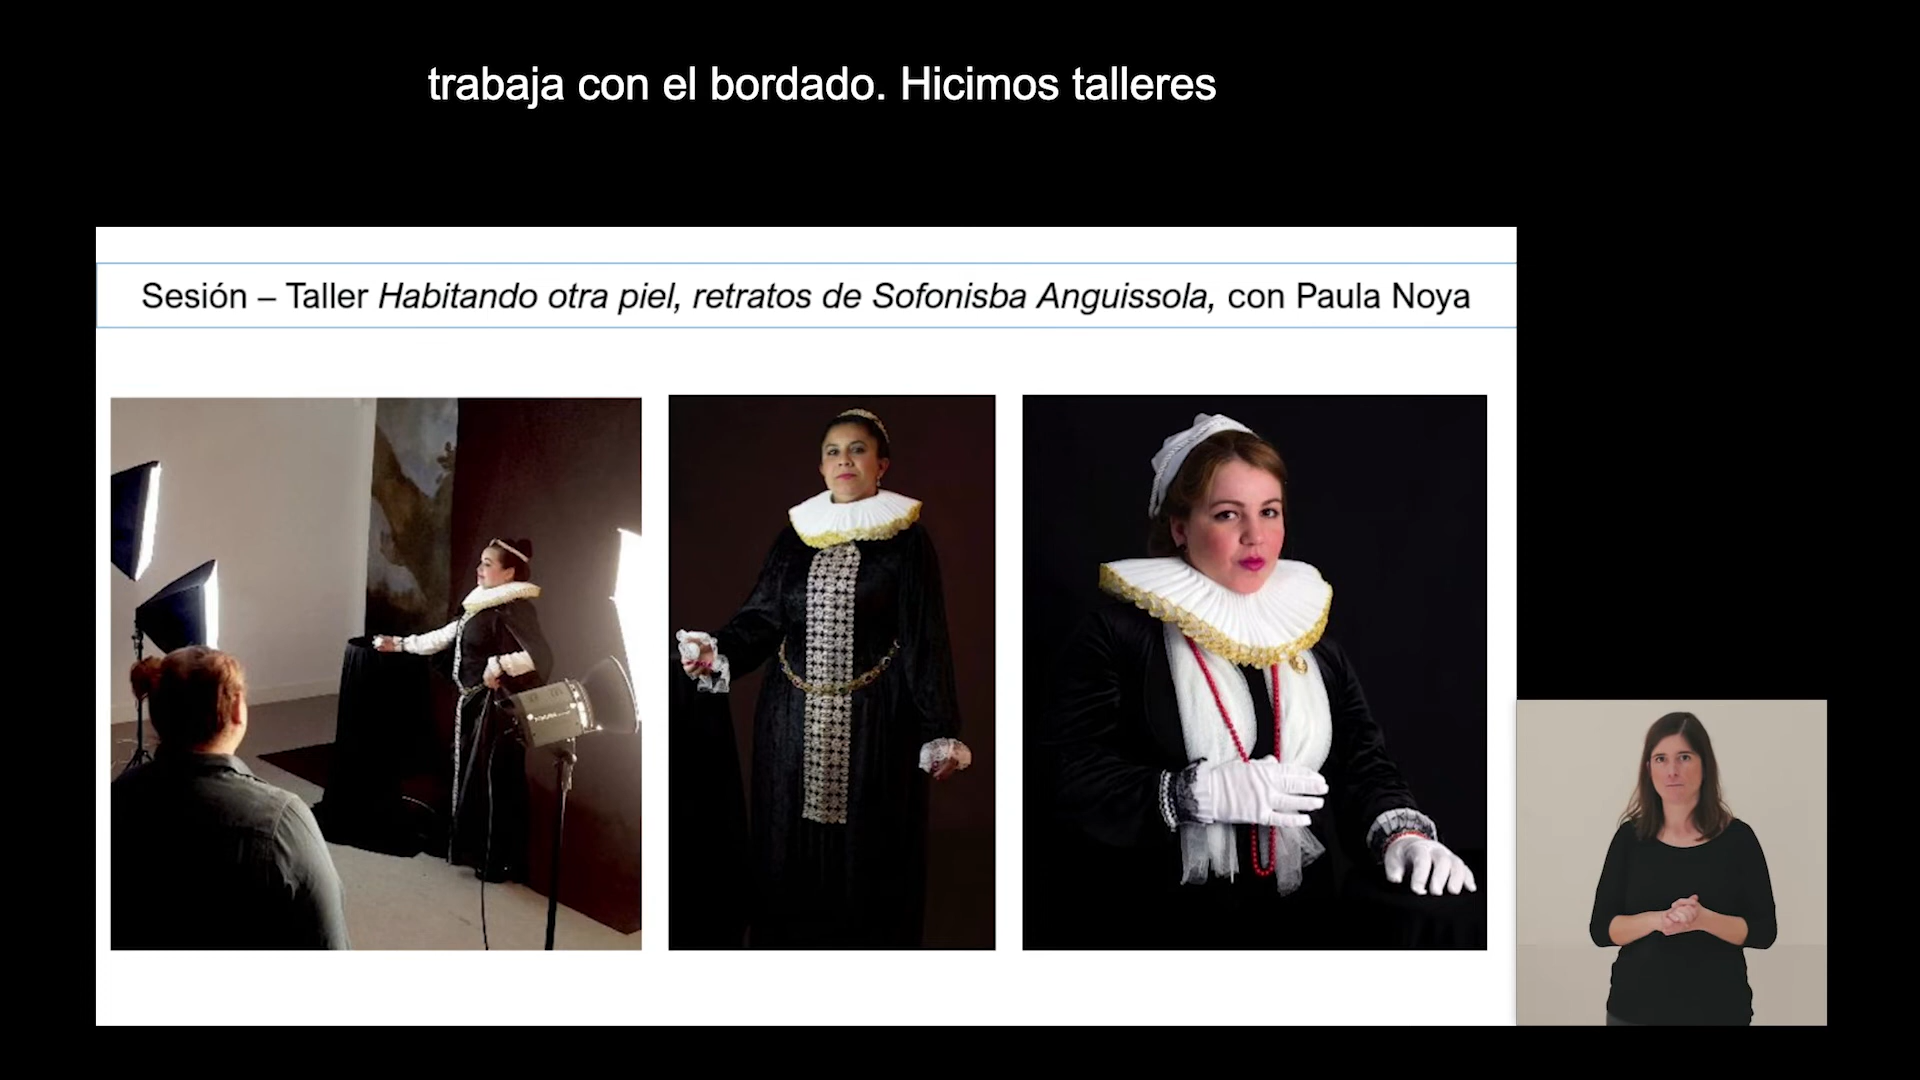 trabaja con el bordado. Hicimos talleres
Sesión – Taller Habitando otra piel, retratos de Sofonisba Anguissola, con Paula Noya